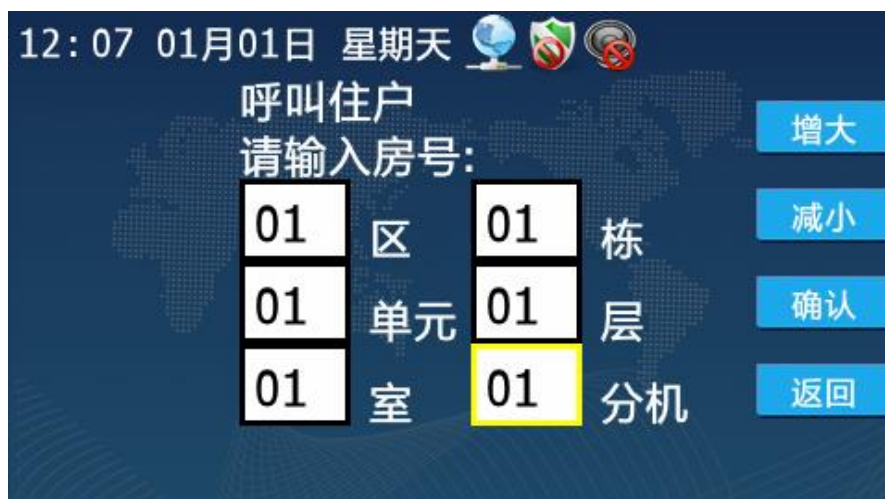 12:07 01月01日 星期天
呼叫住户
请输入房号:
01 区 01 栋
01 单元 01 层
01 室 01 分机
增大
减小
确认
返回